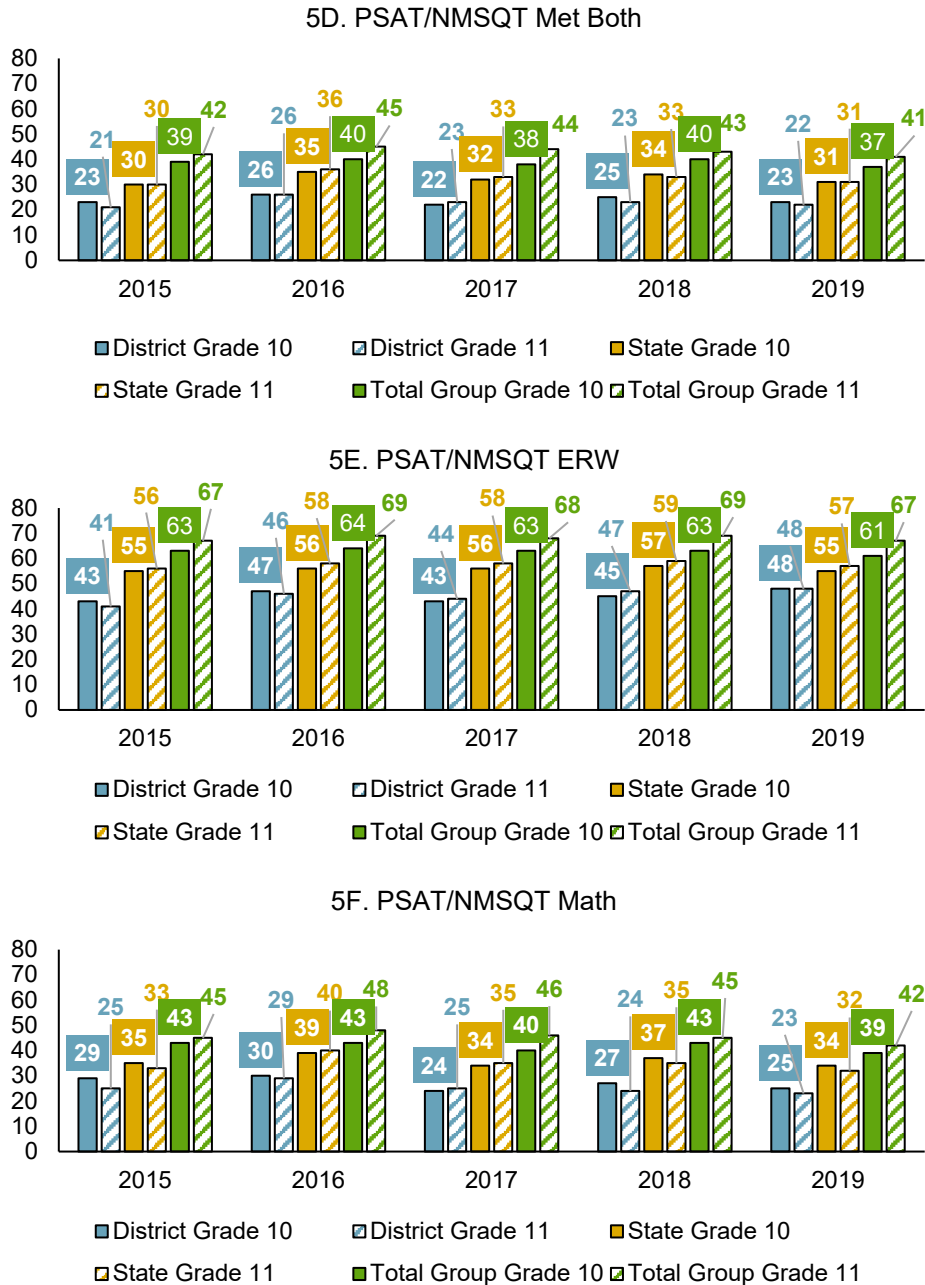 5D. PSAT/NMSQT Met Both
80
70
60
50
40
30
20
10
0
23 21 30 30 39 42
26 26 35 36 40 45
22 23 32 33 38 44
25 23 34 33 40 43
23 22 31 31 37 41
2015 2016 2017 2018 2019
District Grade 10 District Grade 11 State Grade 10
State Grade 11 Total Group Grade 10 Total Group Grade 11
5E. PSAT/NMSQT ERW
80
70
60
50
40
30
20
10
0
43 41 55 56 63 67
47 46 56 58 64 69
43 44 56 58 63 68
45 47 57 59 63 69
48 48 55 57 61 67
2015 2016 2017 2018 2019
District Grade 10 District Grade 11 State Grade 10
State Grade 11 Total Group Grade 10 Total Group Grade 11
5F. PSAT/NMSQT Math
80
70
60
50
40
30
20
10
0
29 25 35 33 43 45
30 29 39 40 43 48
24 25 34 35 40 46
27 24 37 35 43 45
25 23 34 32 39 42
2015 2016 2017 2018 2019
District Grade 10 District Grade 11 State Grade 10
State Grade 11 Total Group Grade 10 Total Group Grade 11